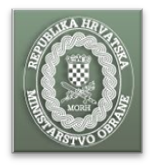 REPUBLIKA HRVATSKA
MORH
MINISTARSTVO OBRANE